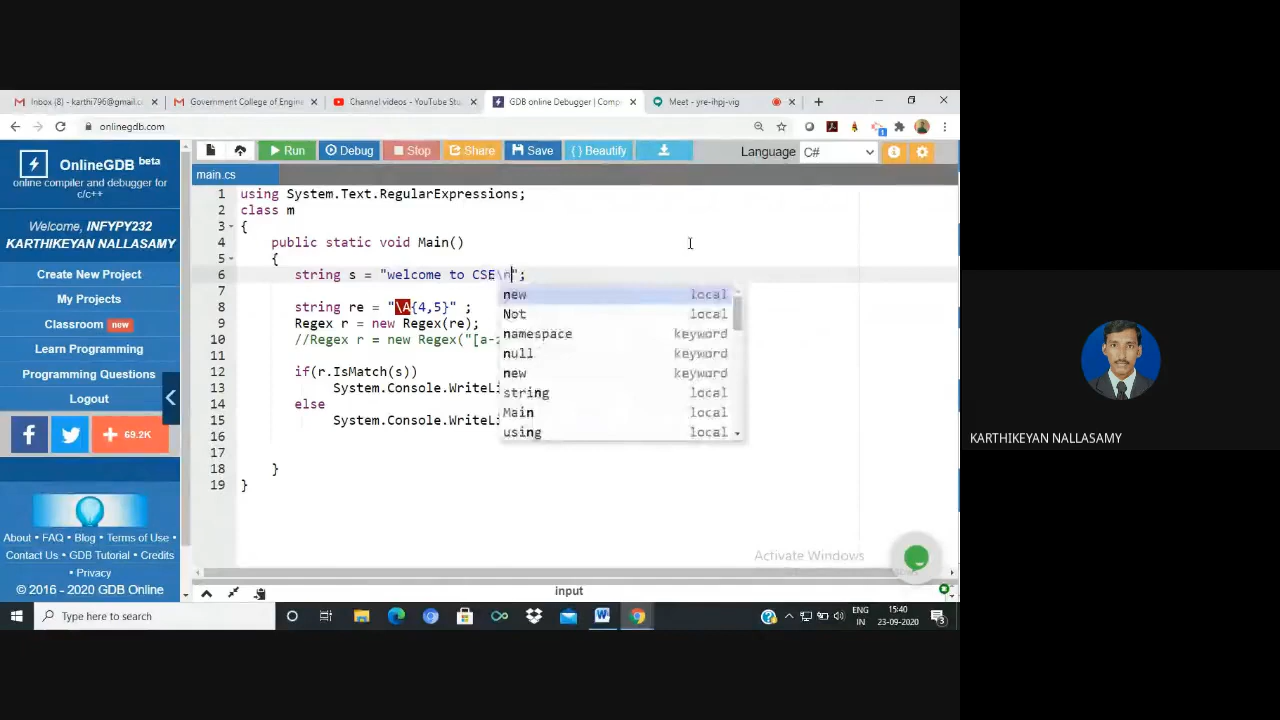 Inbox (8) - karthi796@gmail.c
Government College of Engine
Channel videos - YouTube Stu
GDB online Debugger | Comp
Meet - yre-ihpj-vig
onlinegdb.com
OnlineGDB beta
online compiler and debugger for
c/c++
Welcome, INFYPY232
KARTHIKEYAN NALLASAMY
Create New Project
My Projects
Classroom new
Learn Programming
Programming Questions
Logout
69.2K
About • FAQ • Blog • Terms of Use •
Contact Us • GDB Tutorial • Credits
• Privacy
© 2016 - 2020 GDB Online
Run Debug Stop Share Save { } Beautify
Language C#
main.cs
1 using System.Text.RegularExpressions;
2 class m
3 {
4 public static void Main()
5 {
6 string s = "welcome to CSE\n";
7
8 string re = "\A{4,5}" ;
9 Regex r = new Regex(re);
10 //Regex r = new Regex("[a-
11
12 if(r.IsMatch(s))
13 System.Console.WriteLi
14 else
15 System.Console.WriteLi
16
17
18 }
19 }
new local
Not local
namespace keyword
null keyword
new keyword
string local
Main local
using local
Activate Windows
input
Type here to search
ENG
IN
15:40
23-09-2020
3
KARTHIKEYAN NALLASAMY